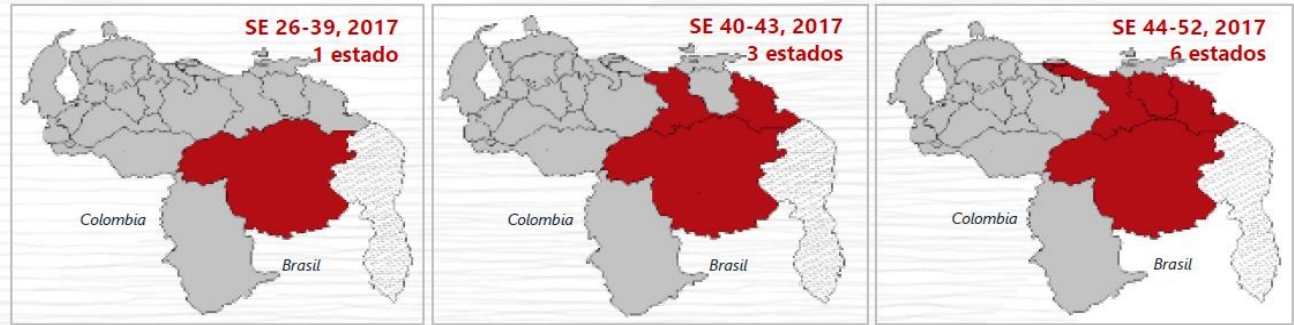 SE 26-39, 2017
1 estado
Colombia
Brasil
SE 40-43, 2017
3 estados
Colombia
Brasil
SE 44-52, 2017
6 estados
Colombia
Brasil